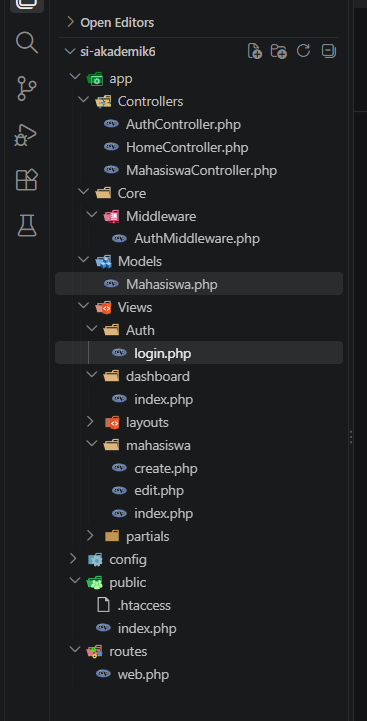 Open Editors
si-akademik6
app
Controllers
AuthController.php
HomeController.php
MahasiswaController.php
Core
Middleware
AuthMiddleware.php
Models
Mahasiswa.php
Views
Auth
login.php
dashboard
index.php
layouts
mahasiswa
create.php
edit.php
index.php
partials
config
public
.htaccess
index.php
routes
web.php